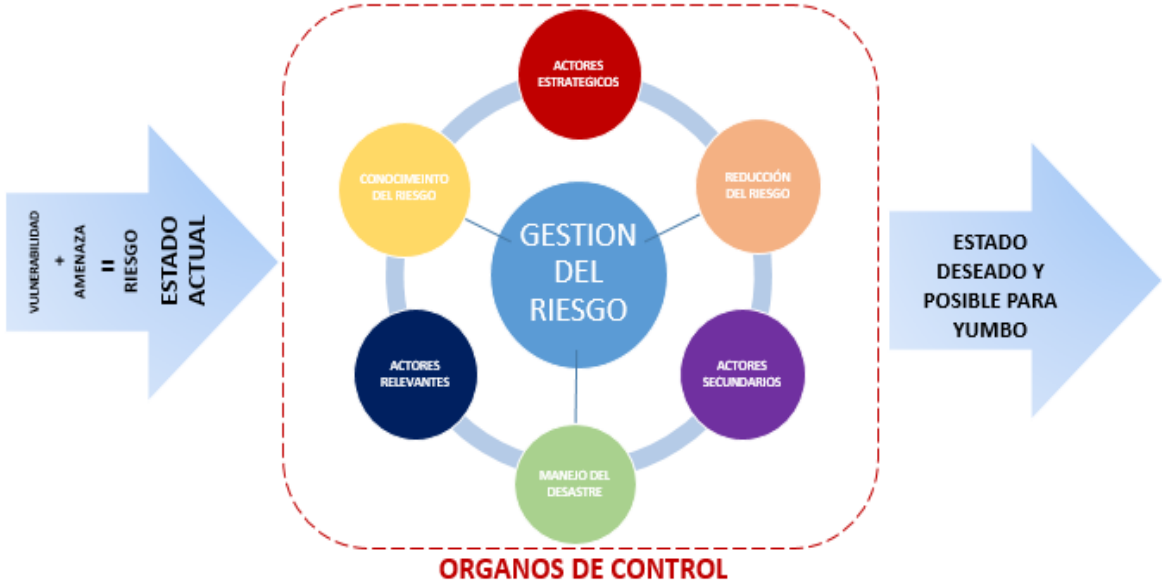 VULNERABILIDAD
+
AMENAZA
=
RIESGO
ESTADO
ACTUAL
ACTORES
ESTRATEGICOS
CONOCIMEINTO
DEL RIESGO
REDUCCIÓN
DEL RIESGO
GESTION
DEL
RIESGO
ACTORES
RELEVANTES
ACTORES
SECUNDARIOS
MANEJO DEL
DESASTRE
ESTADO
DESEADO Y
POSIBLE PARA
YUMBO
ORGANOS DE CONTROL